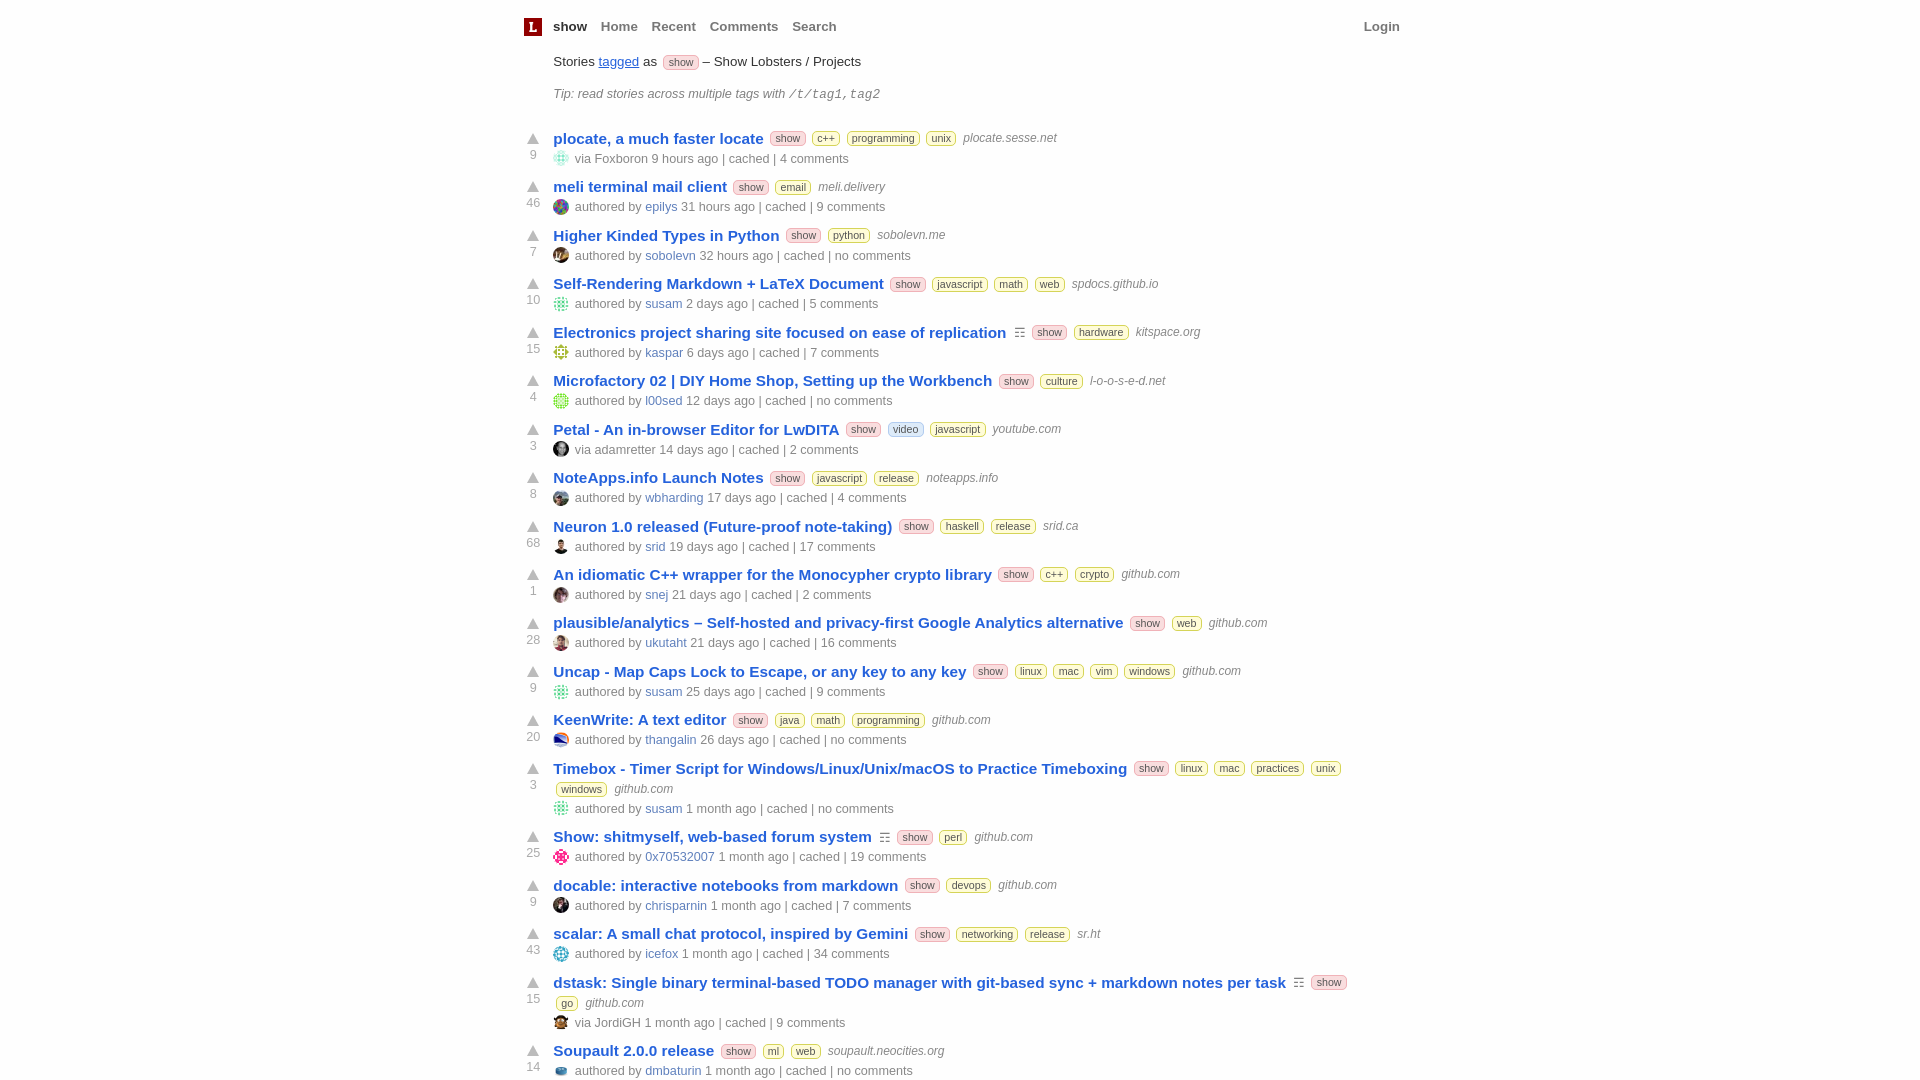 L show Home Recent Comments Search Login
Stories tagged as show – Show Lobsters / Projects
Tip: read stories across multiple tags with /t/tag1,tag2
plocate, a much faster locate show c++ programming unix plocate.sesse.net
9 via Foxboron 9 hours ago | cached | 4 comments
meli terminal mail client show email meli.delivery
46 authored by epilys 31 hours ago | cached | 9 comments
Higher Kinded Types in Python show python sobolevn.me
7 authored by sobolevn 32 hours ago | cached | no comments
Self-Rendering Markdown + LaTeX Document show javascript math web spdocs.github.io
10 authored by susam 2 days ago | cached | 5 comments
Electronics project sharing site focused on ease of replication ☶ show hardware kitspace.org
15 authored by kaspar 6 days ago | cached | 7 comments
Microfactory 02 | DIY Home Shop, Setting up the Workbench show culture l-o-o-s-e-d.net
4 authored by l00sed 12 days ago | cached | no comments
Petal - An in-browser Editor for LwDITA show video javascript youtube.com
3 via adamretter 14 days ago | cached | 2 comments
NoteApps.info Launch Notes show javascript release noteapps.info
8 authored by wbharding 17 days ago | cached | 4 comments
Neuron 1.0 released (Future-proof note-taking) show haskell release srid.ca
68 authored by srid 19 days ago | cached | 17 comments
An idiomatic C++ wrapper for the Monocypher crypto library show c++ crypto github.com
1 authored by snej 21 days ago | cached | 2 comments
plausible/analytics – Self-hosted and privacy-first Google Analytics alternative show web github.com
28 authored by ukutaht 21 days ago | cached | 16 comments
Uncap - Map Caps Lock to Escape, or any key to any key show linux mac vim windows github.com
9 authored by susam 25 days ago | cached | 9 comments
KeenWrite: A text editor show java math programming github.com
20 authored by thangalin 26 days ago | cached | no comments
Timebox - Timer Script for Windows/Linux/Unix/macOS to Practice Timeboxing show linux mac practices unix
3 windows github.com
authored by susam 1 month ago | cached | no comments
Show: shitmyself, web-based forum system ☶ show perl github.com
25 authored by 0x70532007 1 month ago | cached | 19 comments
docable: interactive notebooks from markdown show devops github.com
9 authored by chrisparnin 1 month ago | cached | 7 comments
scalar: A small chat protocol, inspired by Gemini show networking release sr.ht
43 authored by icefox 1 month ago | cached | 34 comments
dstask: Single binary terminal-based TODO manager with git-based sync + markdown notes per task ☶ show
15 go github.com
via JordiGH 1 month ago | cached | 9 comments
Soupault 2.0.0 release show ml web soupault.neocities.org
14 authored by dmbaturin 1 month ago | cached | no comments